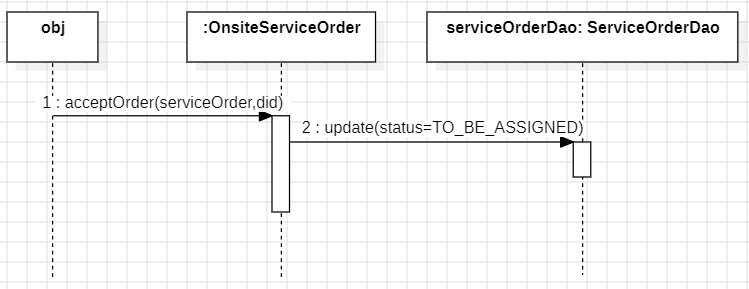 obj
:OnsiteServiceOrder
serviceOrderDao: ServiceOrderDao
1 : acceptOrder(serviceOrder,did)
2 : update(status=TO_BE_ASSIGNED)